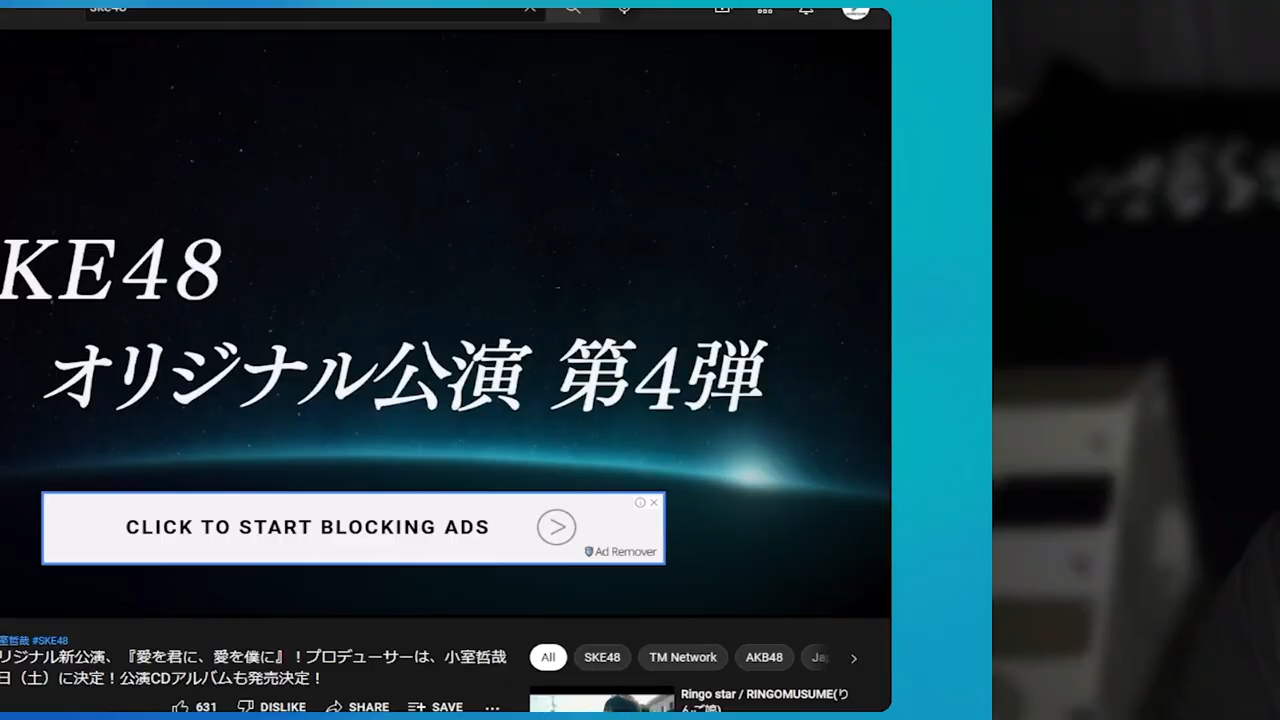 KE48
オリジナル公演 第4弾
CLICK TO START BLOCKING ADS
Ad Remover
室哲哉 #SKE48
リジナル新公演、『愛を君に、愛を僕に』！プロデューサーは、小室哲哉
日（土）に決定！公演CDアルバムも発売決定！
631 DISLIKE SHARE SAVE
All SKE48 TM Network AKB48 Ja
Ringo star / RINGOMUSUME(り
んご娘)